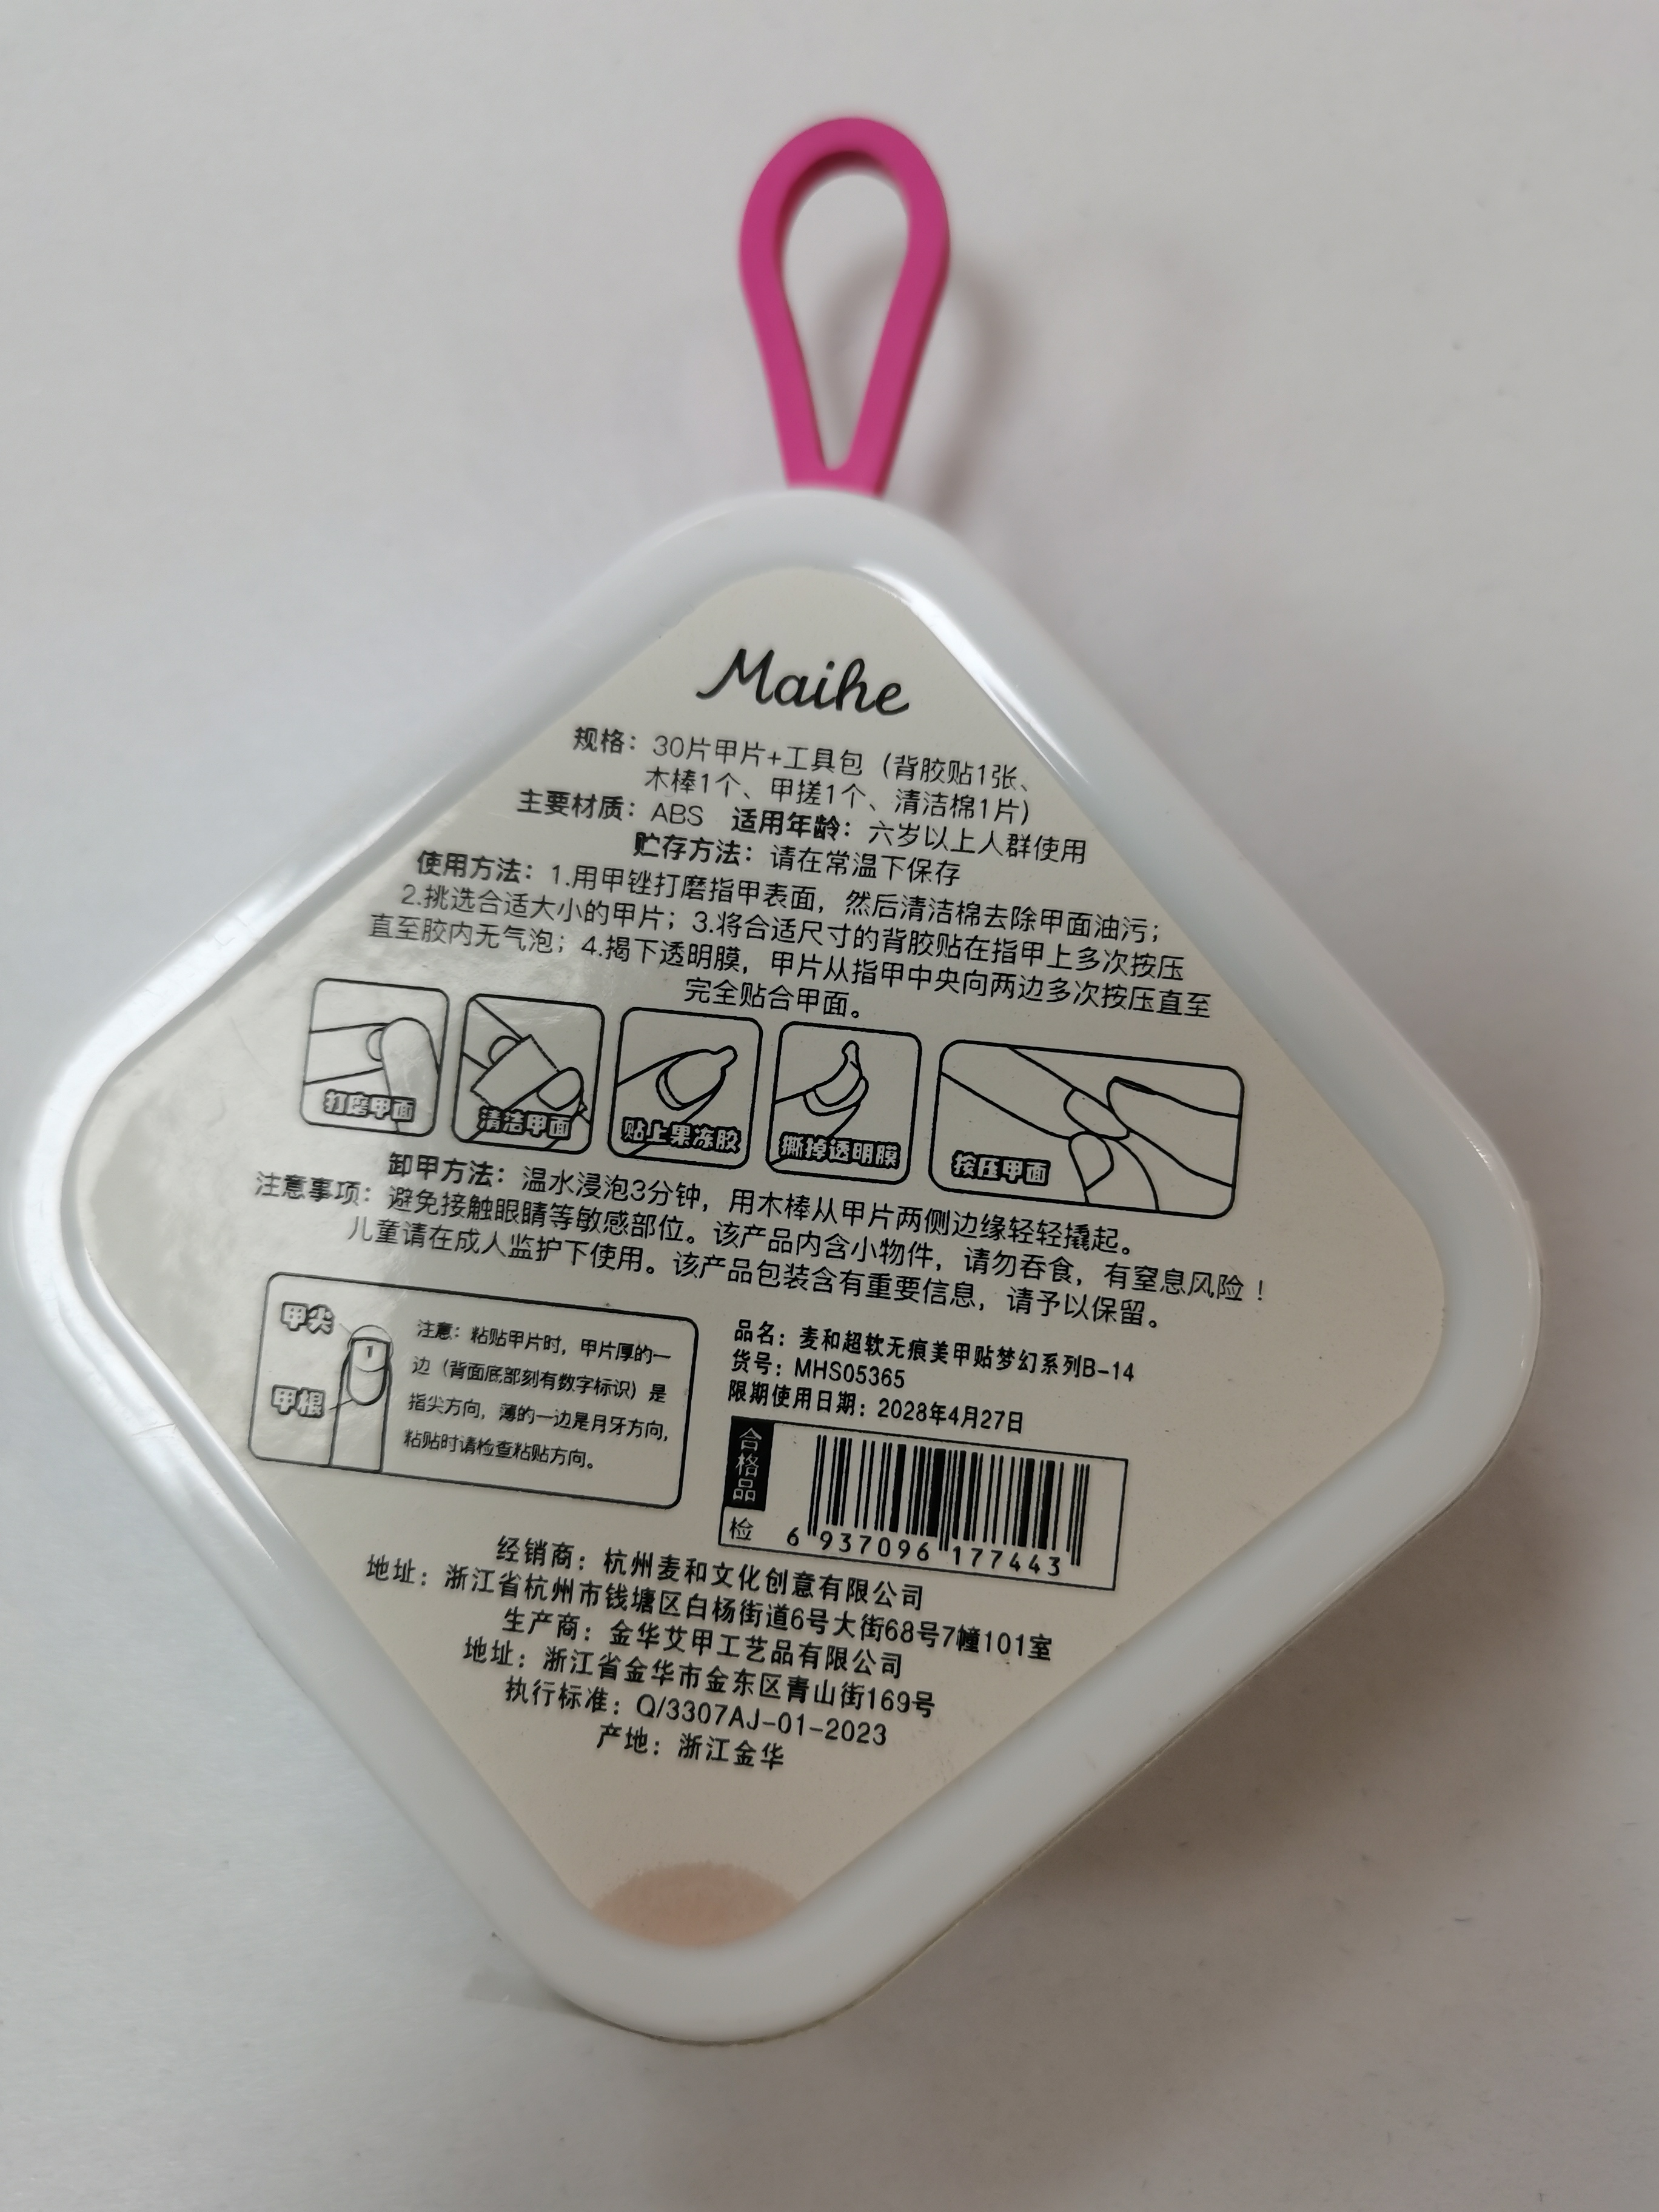 Maihe
规格：30片甲片+工具包（背胶贴1张、
木棒1个、甲搓1个、清洁棉1片）
主要材质：ABS 适用年龄：六岁以上人群使用
贮存方法：请在常温下保存
使用方法：1.用甲锉打磨指甲表面，然后清洁棉去除甲面油污；
2.挑选合适大小的甲片；3.将合适尺寸的背胶贴在指甲上多次按压
直至胶内无气泡；4.揭下透明膜，甲片从指甲中央向两边多次按压直至
完全贴合甲面。
打磨甲面
清洁甲面
贴上果冻胶
撕掉透明膜
按压甲面
卸甲方法：温水浸泡3分钟，用木棒从甲片两侧边缘轻轻撬起。
注意事项：避免接触眼睛等敏感部位。该产品内含小物件，请勿吞食，有窒息风险！
儿童请在成人监护下使用。该产品包装含有重要信息，请予以保留。
甲尖
1
甲根
注意：粘贴甲片时，甲片厚的一
边（背面底部刻有数字标识）是
指尖方向，薄的一边是月牙方向，
粘贴时请检查粘贴方向。
品名：麦和超软无痕美甲贴梦幻系列B-14
货号：MHS05365
限期使用日期：2028年4月27日
合格品
检
6 937096 177443
经销商：杭州麦和文化创意有限公司
地址：浙江省杭州市钱塘区白杨街道6号大街68号7幢101室
生产商：金华艾甲工艺品有限公司
地址：浙江省金华市金东区青山街169号
执行标准：Q/3307AJ-01-2023
产地：浙江金华